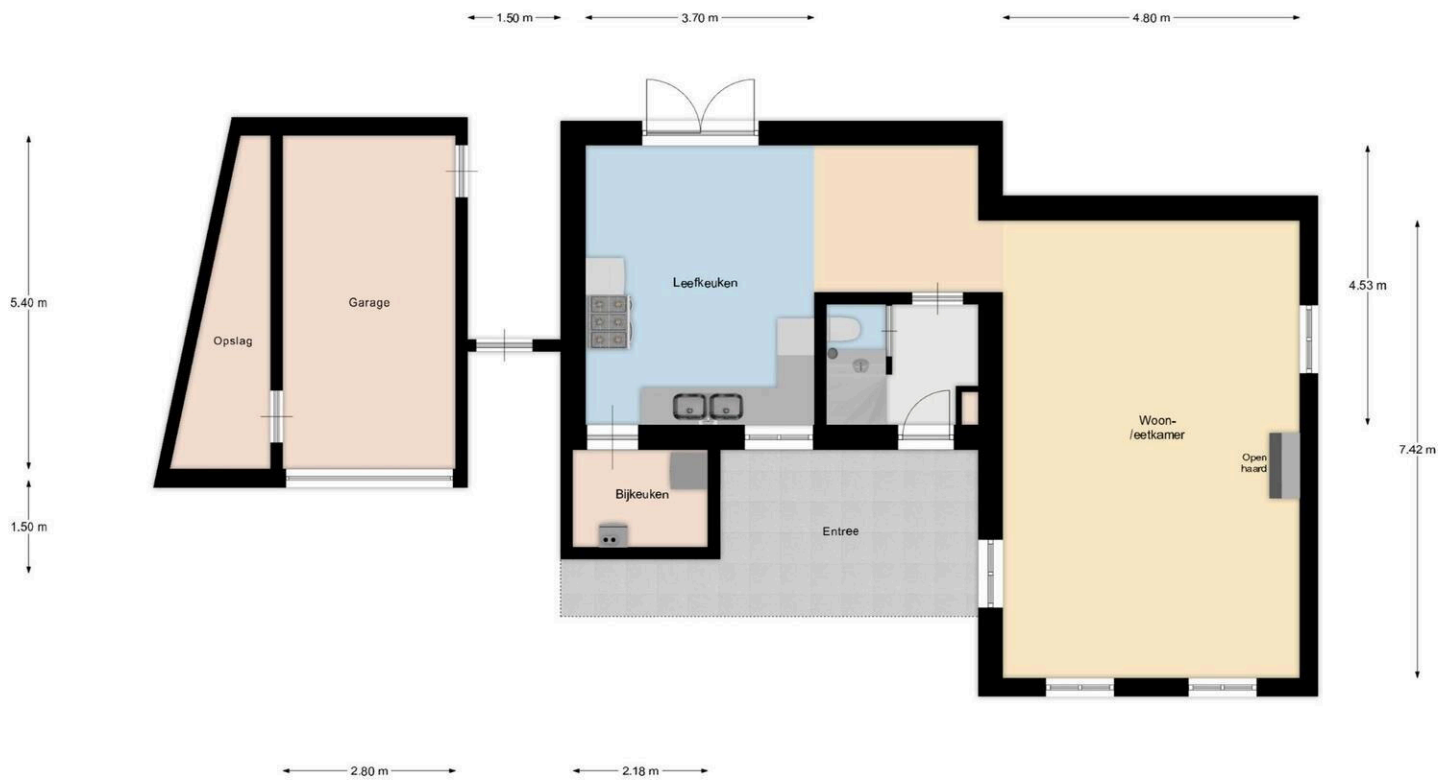 1.50 m
3.70 m
4.80 m
5.40 m
Garage
Opslag
Leefkeuken
4.53 m
Woon-
/eetkamer
Open
haard
7.42 m
Bijkeuken
1.50 m
Entree
2.80 m
2.18 m